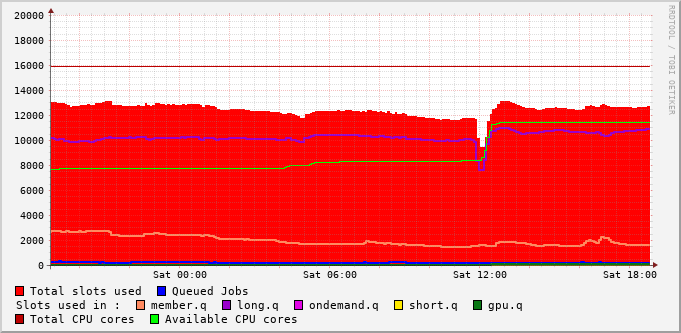 20000
18000
16000
14000
12000
10000
8000
6000
4000
2000
0
Sat 00:00 Sat 06:00 Sat 12:00 Sat 18:00
RRDTOOL / TOBI OETIKER
Total slots used Queued Jobs
Slots used in : member.q long.q ondemand.q short.q gpu.q
Total CPU cores Available CPU cores